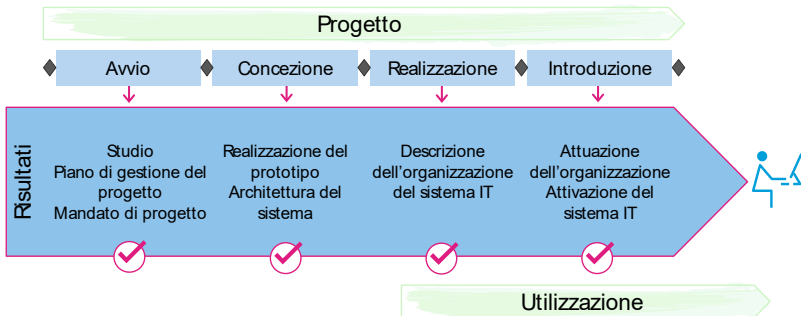 Progetto
Avvio
Concezione
Realizzazione
Introduzione
Risultati
Studio
Piano di gestione del
progetto
Mandato di progetto
Realizzazione del
prototipo
Architettura del
sistema
Descrizione
dell'organizzazione
del sistema IT
Attuazione
dell'organizzazione
Attivazione del
sistema IT
Utilizzazione